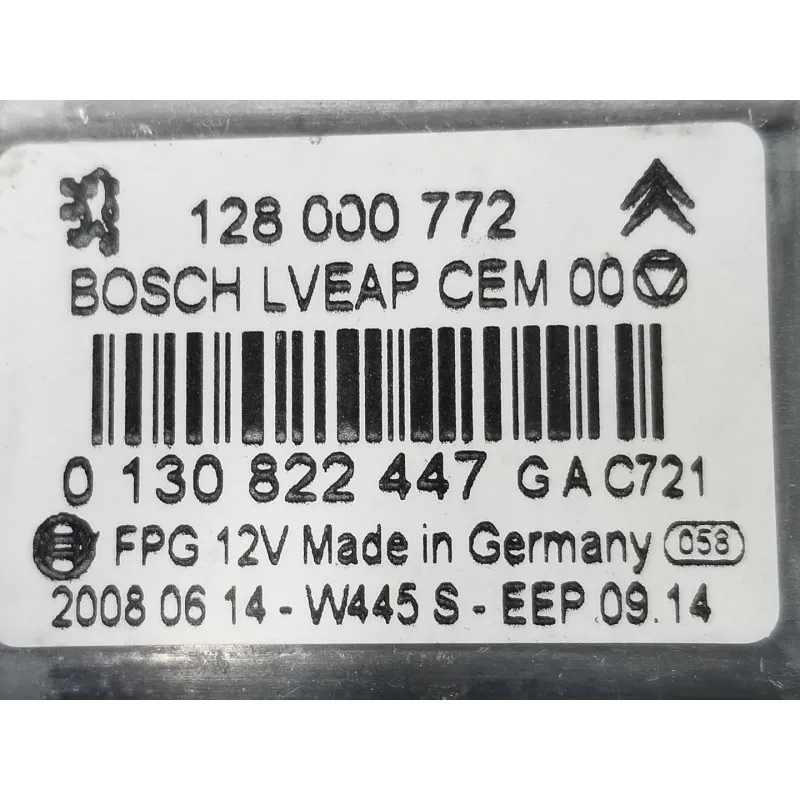 128 000 772
BOSCH LVEAP CEM 00
0 130 822 447 G A C721
FPG 12V Made in Germany 058
2008 06 14 - W445 S - EEP 09.14